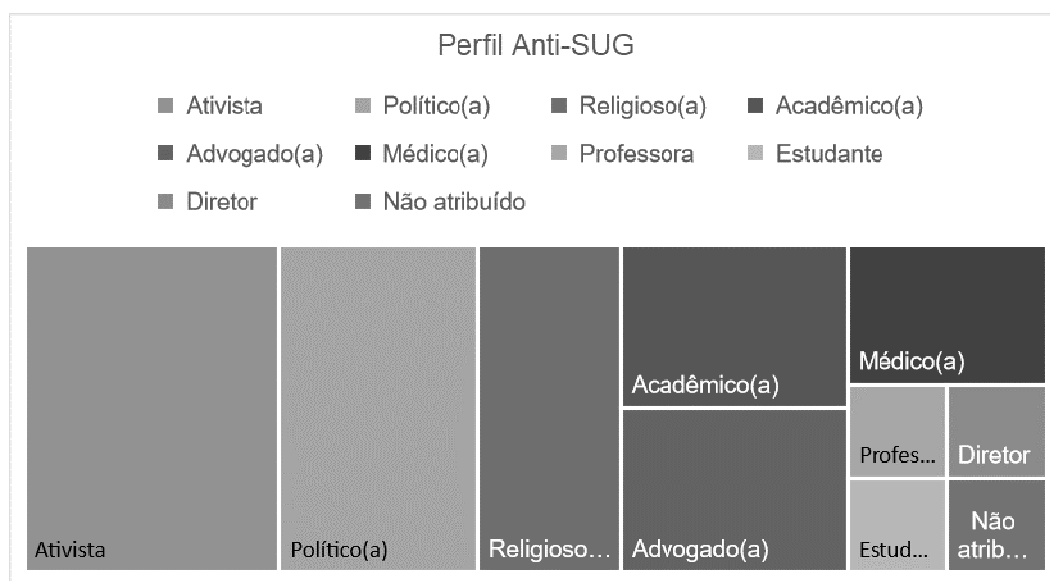 Perfil Anti-SUG
Ativista Político(a) Religioso(a) Acadêmico(a)
Advogado(a) Médico(a) Professora Estudante
Diretor Não atribuído
Ativista
Político(a)
Religioso...
Acadêmico(a)
Advogado(a)
Médico(a)
Profes...
Diretor
Estud...
Não
atrib...